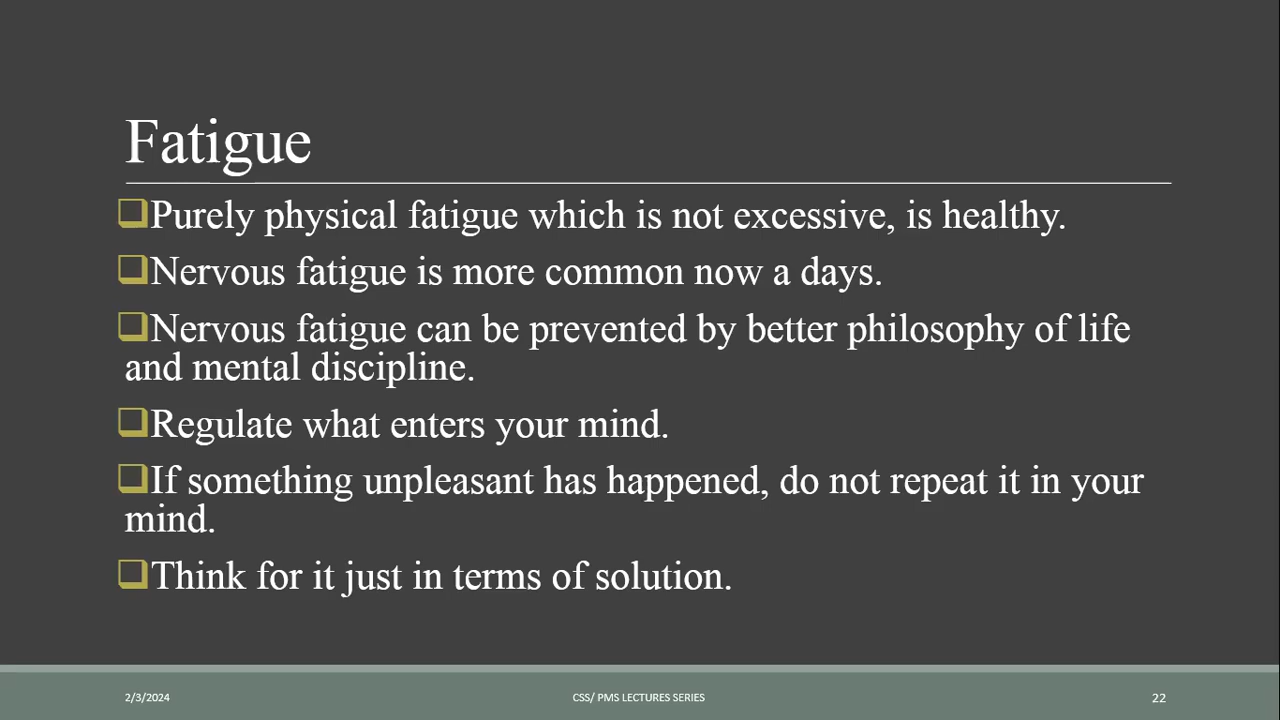 Fatigue
Purely physical fatigue which is not excessive, is healthy.
Nervous fatigue is more common now a days.
Nervous fatigue can be prevented by better philosophy of life
and mental discipline.
Regulate what enters your mind.
If something unpleasant has happened, do not repeat it in your
mind.
Think for it just in terms of solution.
2/3/2024
CSS/ PMS LECTURES SERIES
22